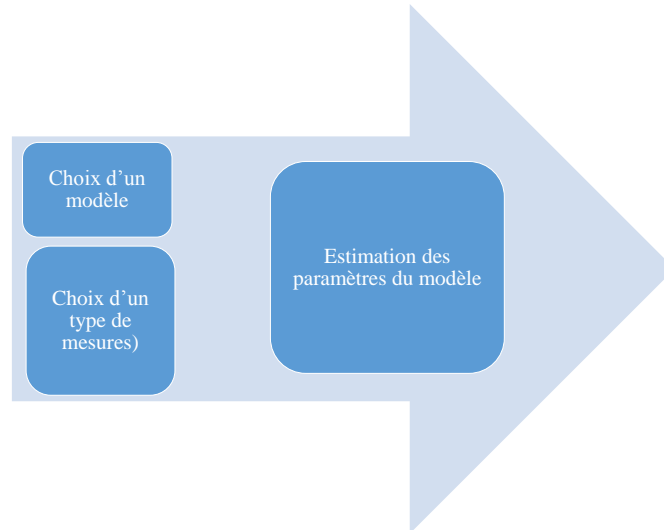 Choix d’un
modèle
Choix d’un
type de
mesures)
Estimation des
paramètres du modèle